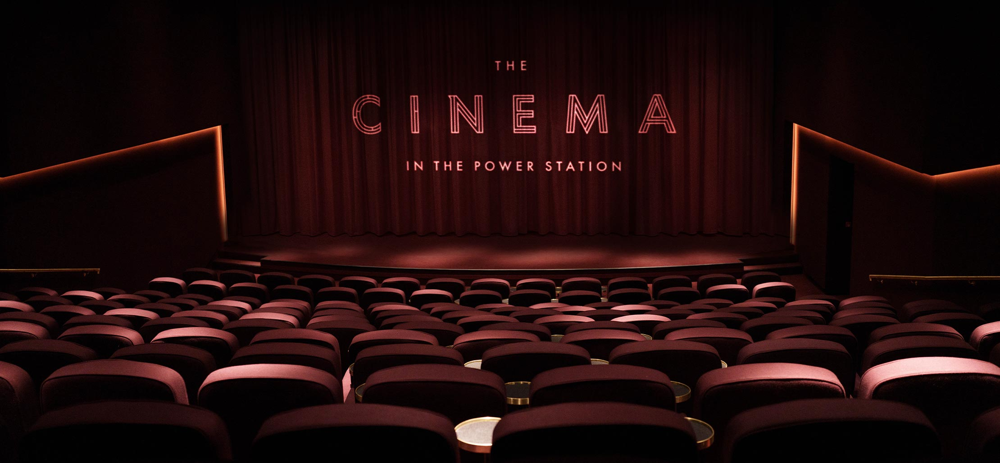 THE
CINEMA
IN THE POWER STATION